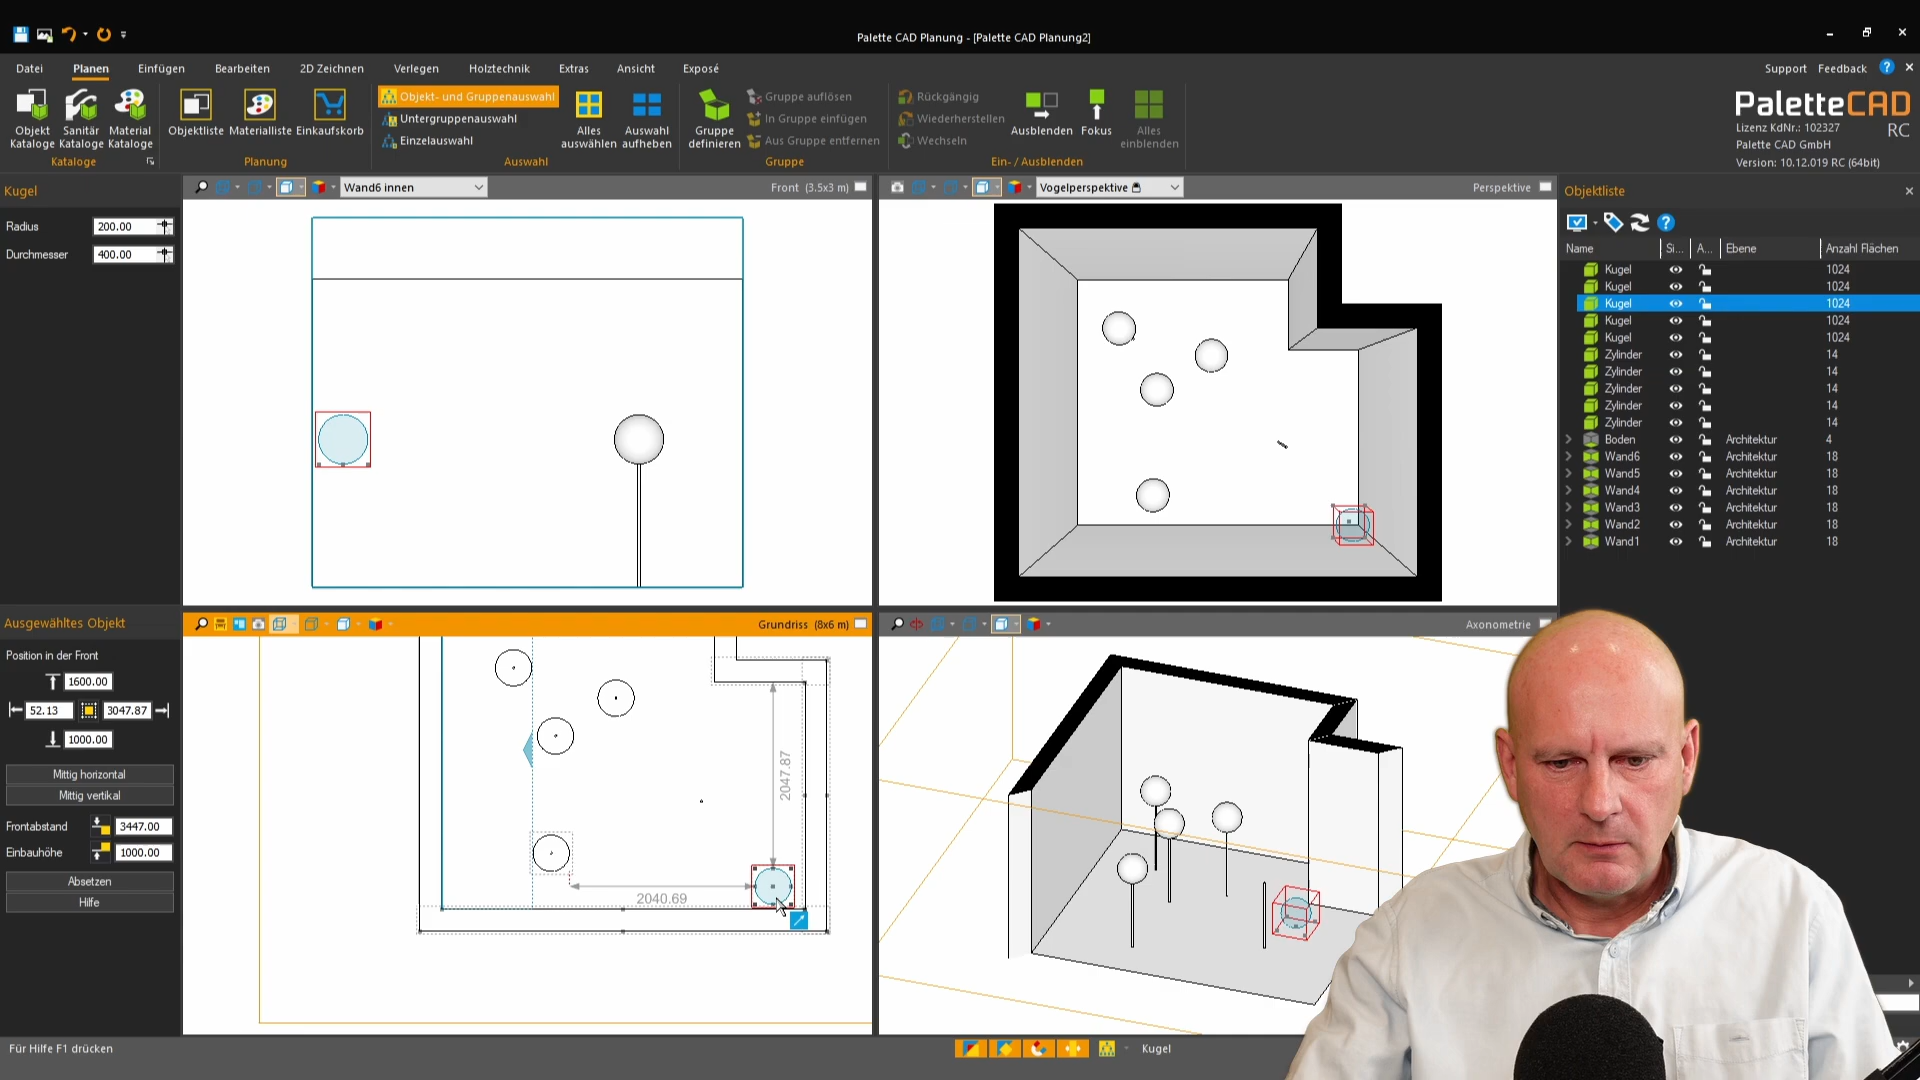 Palette CAD Planung - [Palette CAD Planung2]
Datei Planen Einfügen Bearbeiten 2D Zeichnen Verlegen Holztechnik Extras Ansicht Exposé Support Feedback
Objekt Kataloge
Sanitär Kataloge
Material Kataloge
Kataloge
Objektliste
Materialliste
Einkaufskorb
Planung
Objekt- und Gruppenauswahl
Untergruppenauswahl
Einzelauswahl
Alles auswählen
Auswahl aufheben
Auswahl
Gruppe definieren
Gruppe auflösen
In Gruppe einfügen
Aus Gruppe entfernen
Gruppe
Rückgängig
Wiederherstellen
Wechseln
Ausblenden
Fokus
Alles einblenden
Ein- / Ausblenden
PaletteCAD
RC
Lizenz KdNr.: 102327
Palette CAD GmbH
Version: 10.12.019 RC (64bit)
Kugel
Radius 200.00
Durchmesser 400.00
Wand6 innen
Front (3.5x3 m)
Vogelperspektive
Perspektive
Objektliste
Name Si... A... Ebene Anzahl Flächen
Kugel 1024
Kugel 1024
Kugel 1024
Kugel 1024
Kugel 1024
Zylinder 14
Zylinder 14
Zylinder 14
Zylinder 14
Zylinder 14
Boden Architektur 4
Wand6 Architektur 18
Wand5 Architektur 18
Wand4 Architektur 18
Wand3 Architektur 18
Wand2 Architektur 18
Wand1 Architektur 18
Ausgewähltes Objekt
Position in der Front
1600.00
52.13 3047.87
1000.00
Mittig horizontal
Mittig vertikal
Frontabstand 3447.00
Einbauhöhe 1000.00
Absetzen
Hilfe
Grundriss (8x6 m)
2047.87
2040.69
Axonometrie
Für Hilfe F1 drücken
Kugel